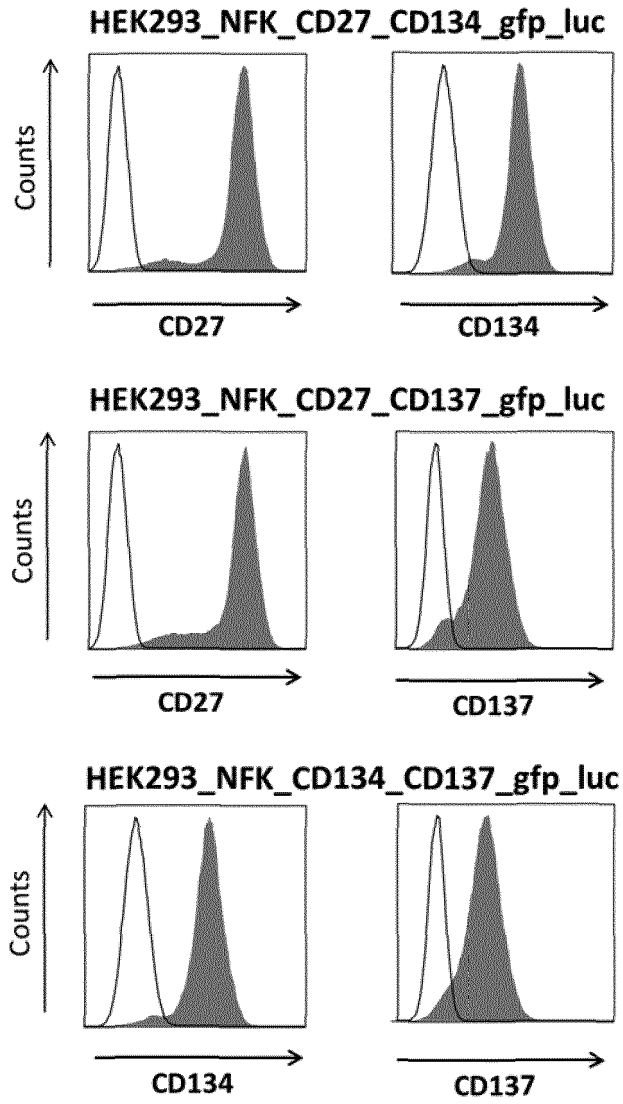 HEK293_NFK_CD27_CD134_gfp_luc
Counts
CD27
CD134
HEK293_NFK_CD27_CD137_gfp_luc
Counts
CD27
CD137
HEK293_NFK_CD134_CD137_gfp_luc
Counts
CD134
CD137